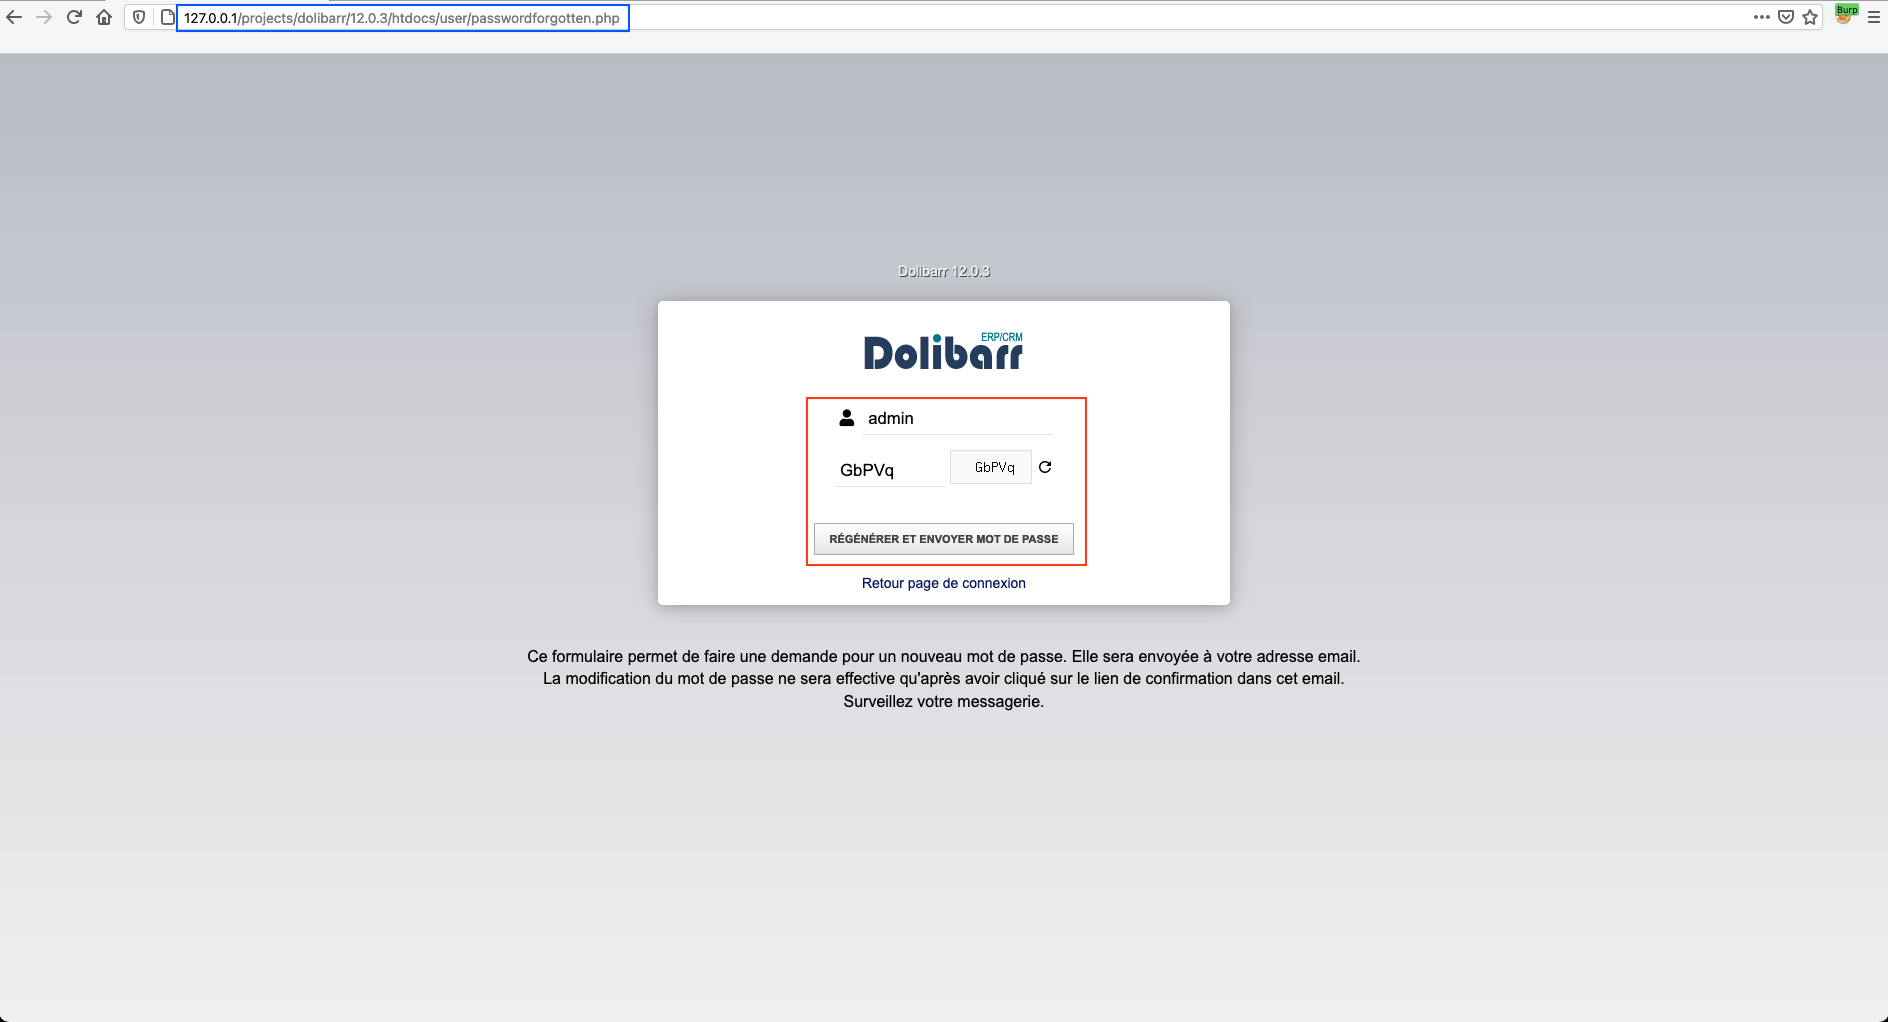 127.0.0.1/projects/dolibarr/12.0.3/htdocs/user/passwordforgotten.php
Burp
Dolibarr 12.0.3
ERP/CRM
Dolibarr
admin
GbPVq GbPVq
RÉGÉNÉRER ET ENVOYER MOT DE PASSE
Retour page de connexion
Ce formulaire permet de faire une demande pour un nouveau mot de passe. Elle sera envoyée à votre adresse email.
La modification du mot de passe ne sera effective qu'après avoir cliqué sur le lien de confirmation dans cet email.
Surveillez votre messagerie.